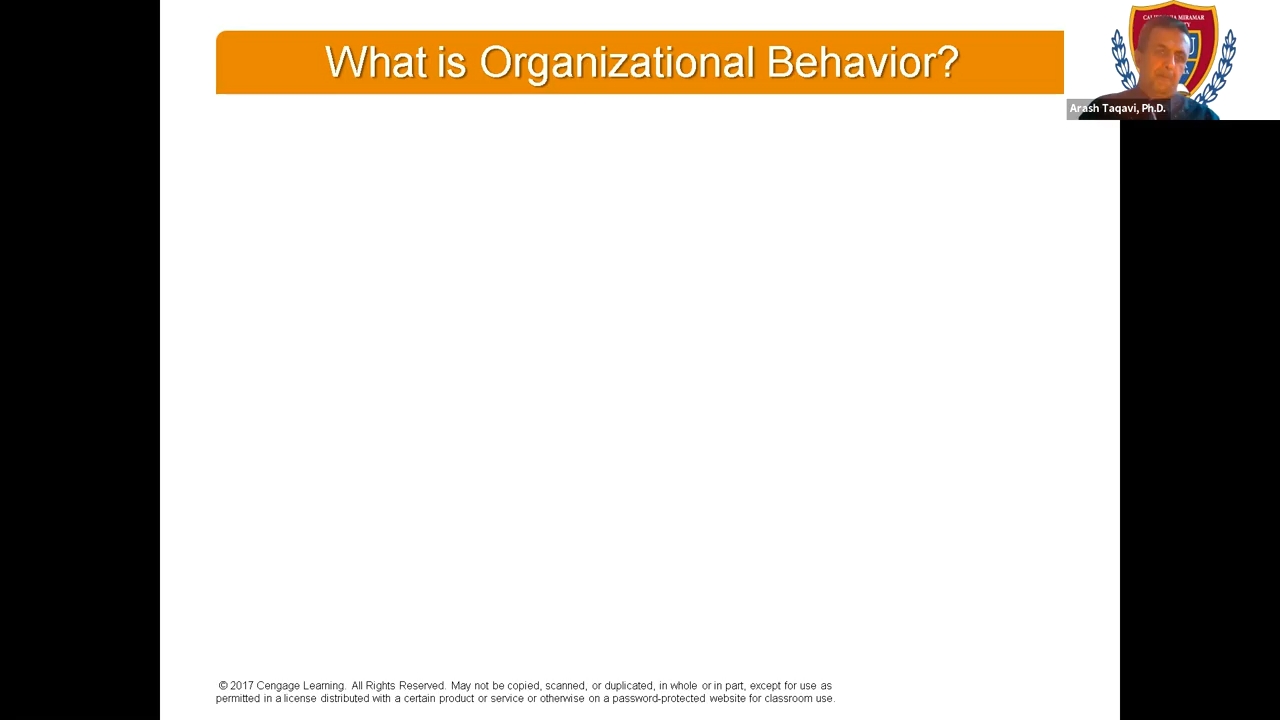 What is Organizational Behavior?
CALIFORNIA MIRAMAR
Arash Taqavi, Ph.D.
© 2017 Cengage Learning. All Rights Reserved. May not be copied, scanned, or duplicated, in whole or in part, except for use as
permitted in a license distributed with a certain product or service or otherwise on a password-protected website for classroom use.